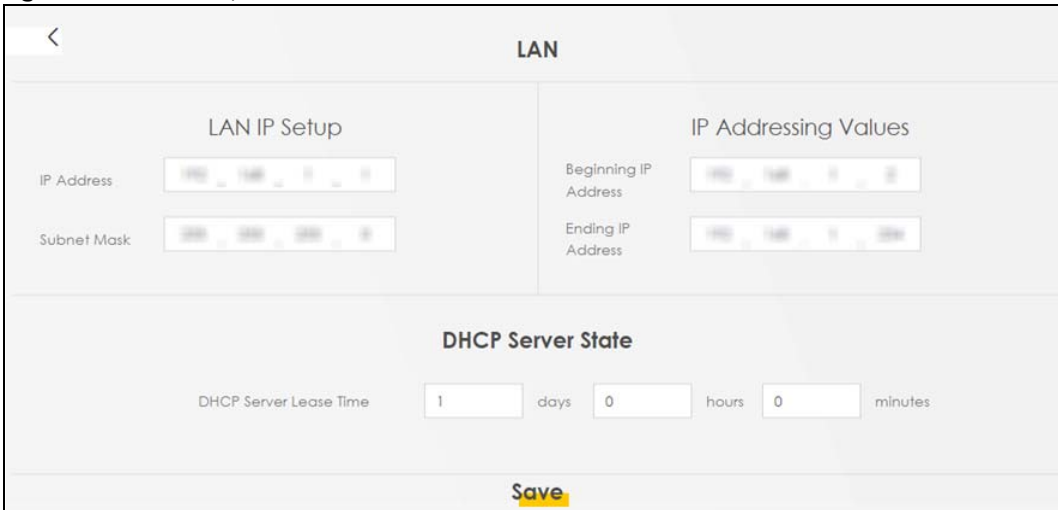 LAN
LAN IP Setup
IP Address
Subnet Mask
IP Addressing Values
Beginning IP
Address
Ending IP
Address
DHCP Server State
DHCP Server Lease Time 1 days 0 hours 0 minutes
Save